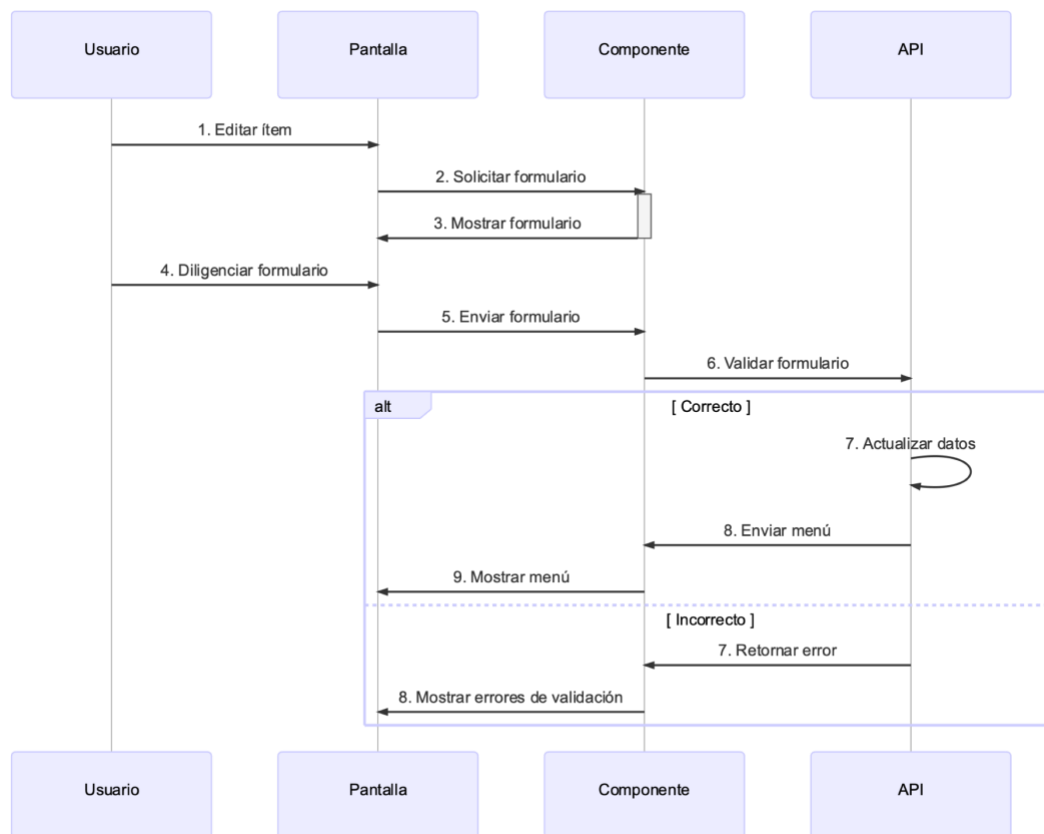 Usuario
Pantalla
Componente
API
1. Editar ítem
2. Solicitar formulario
3. Mostrar formulario
4. Diligenciar formulario
5. Enviar formulario
6. Validar formulario
alt
[ Correcto ]
7. Actualizar datos
8. Enviar menú
9. Mostrar menú
[ Incorrecto ]
7. Retornar error
8. Mostrar errores de validación
Usuario
Pantalla
Componente
API